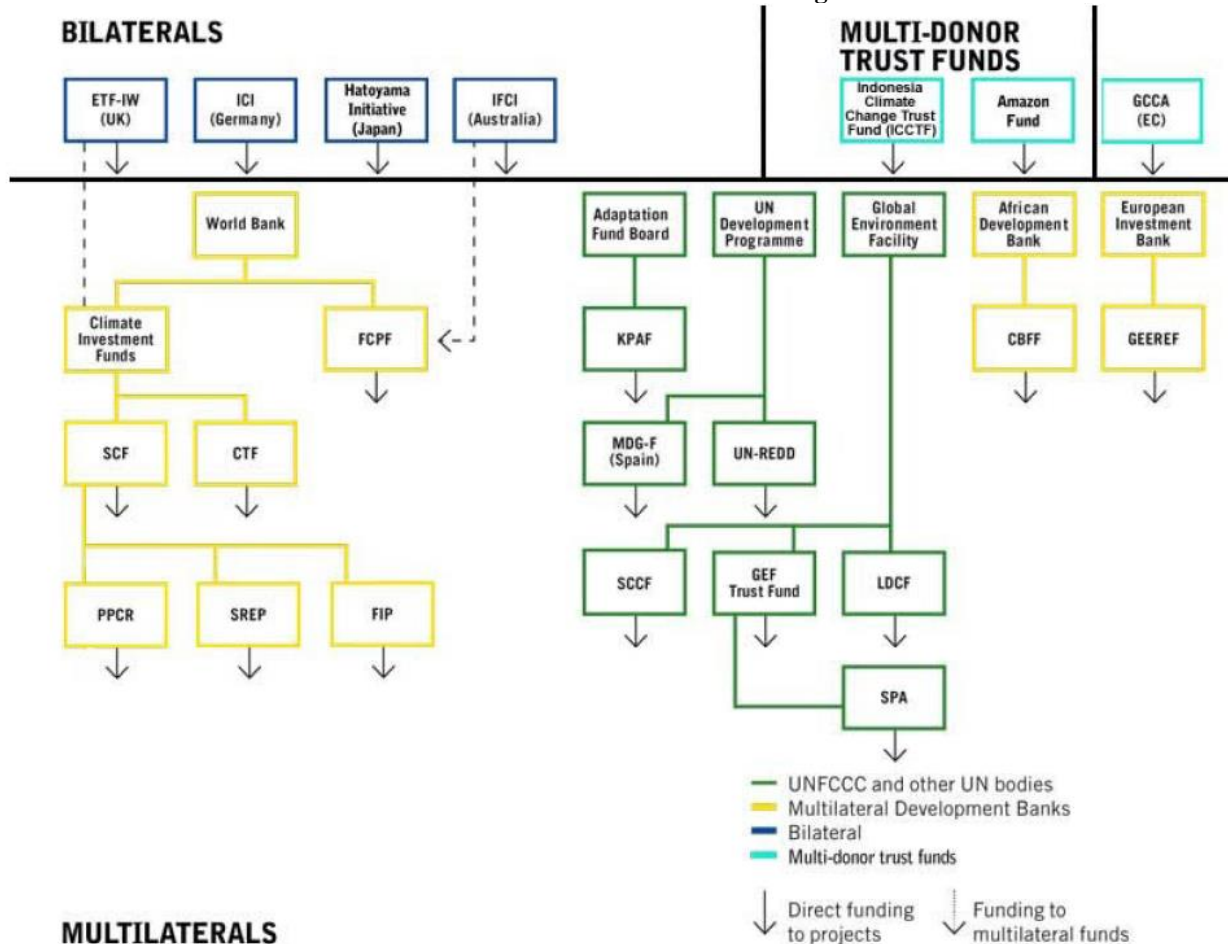 BILATERALS
MULTI-DONOR
TRUST FUNDS
ETF-IW
(UK)
ICI
(Germany)
Hatoyama
Initiative
(Japan)
IFCI
(Australia)
Indonesia
Climate
Change Trust
Fund (ICCTF)
Amazon
Fund
GCCA
(EC)
World Bank
Adaptation
Fund Board
UN
Development
Programme
Global
Environment
Facility
African
Development
Bank
European
Investment
Bank
Climate
Investment
Funds
FCPF
KPAF
CBFF
GEEREF
SCF
CTF
MDG-F
(Spain)
UN-REDD
SCCF
GEF
Trust Fund
LDCF
PPCR
SREP
FIP
SPA
UNFCCC and other UN bodies
Multilateral Development Banks
Bilateral
Multi-donor trust funds
Direct funding
to projects
Funding to
multilateral funds
MULTILATERALS